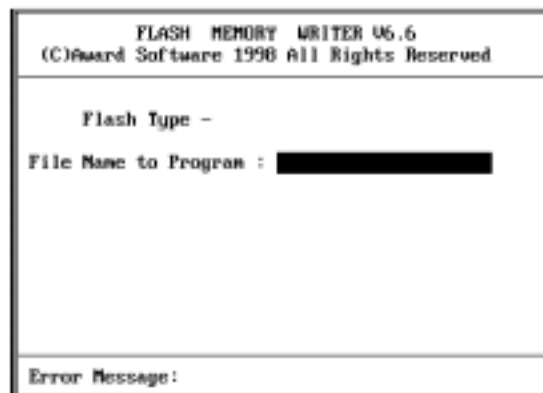 FLASH MEMORY WRITER V6.6
(C)Award Software 1998 All Rights Reserved
Flash Type -
File Name to Program :
Error Message: